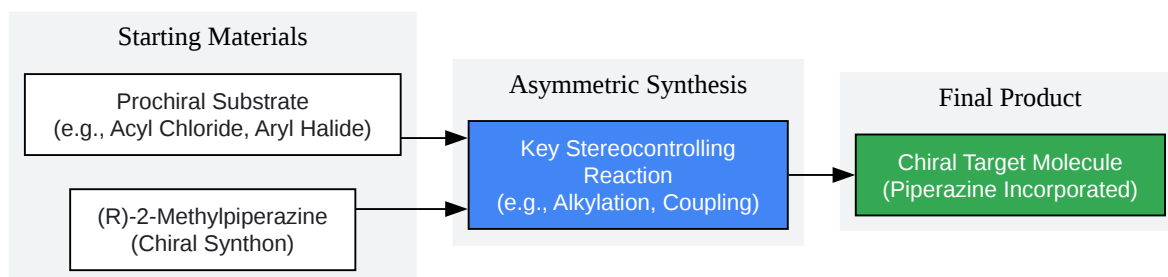 Starting Materials
Prochiral Substrate
(e.g., Acyl Chloride, Aryl Halide)
(R)-2-Methylpiperazine
(Chiral Synthon)
Asymmetric Synthesis
Key Stereocontrolling
Reaction
(e.g., Alkylation, Coupling)
Final Product
Chiral Target Molecule
(Piperazine Incorporated)